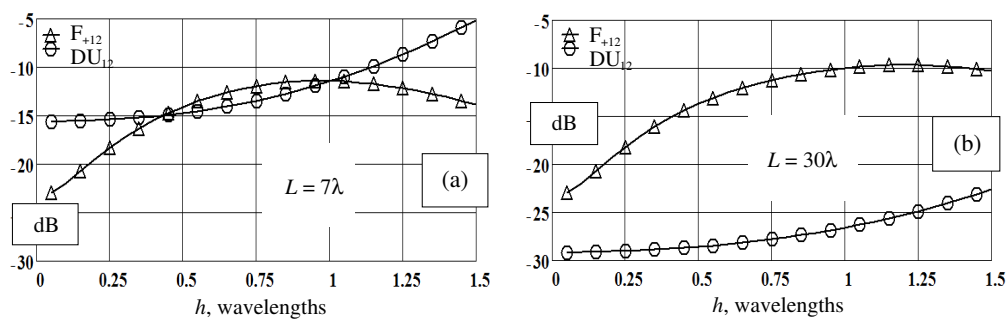 -5
F+12
DU12
-10
-15
-20
(a)
L = 7λ
dB
-25
-30
0 0.25 0.5 0.75 1 1.25 1.5
h, wavelengths
-5
F+12
DU12
-10
dB
-15
(b)
L = 30λ
-20
-25
-30
0 0.25 0.5 0.75 1 1.25 1.5
h, wavelengths